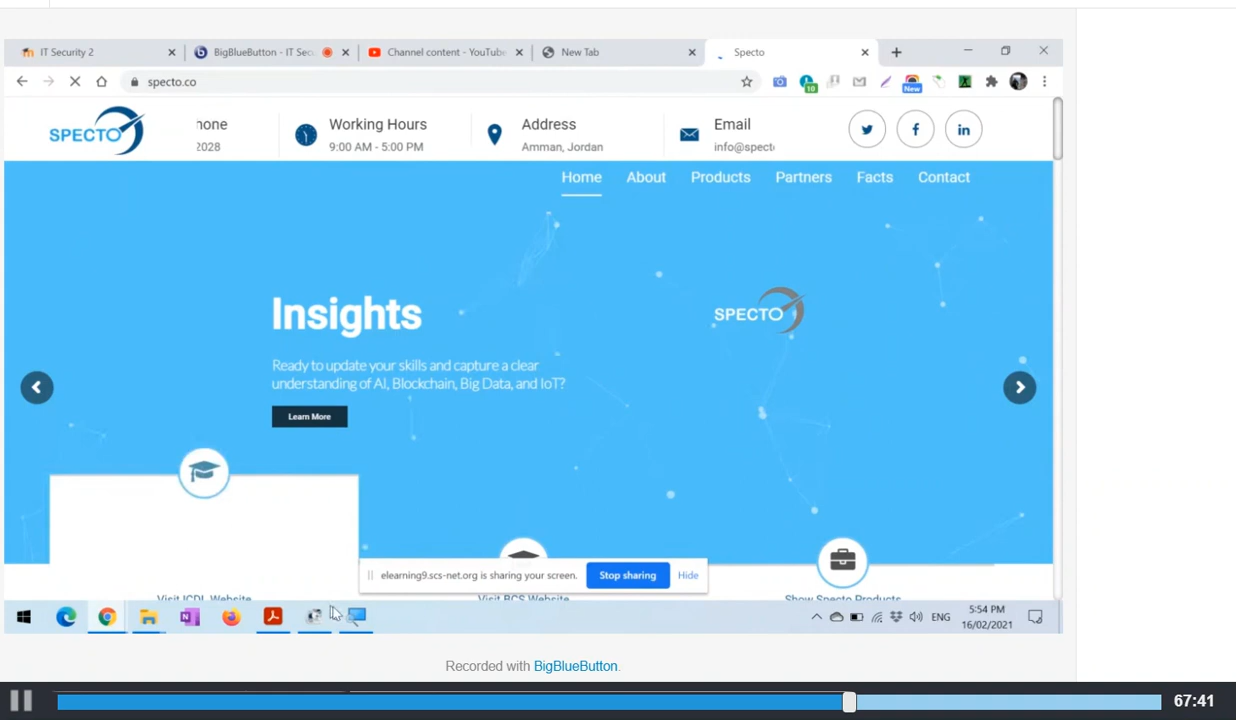 IT Security 2
BigBlueButton - IT Sec
Channel content - YouTube
New Tab
Specto
specto.co
10
New
SPECTO
hone
2028
Working Hours
9:00 AM - 5:00 PM
Address
Amman, Jordan
Email
info@spect
Home About Products Partners Facts Contact
Insights
SPECTO
Ready to update your skills and capture a clear
understanding of AI, Blockchain, Big Data, and IoT?
Learn More
elearning9.scs-net.org is sharing your screen. Stop sharing Hide
Visit ICDL Website
Visit BCS Website
Show Specto Products
ENG
5:54 PM
16/02/2021
Recorded with BigBlueButton.
67:41